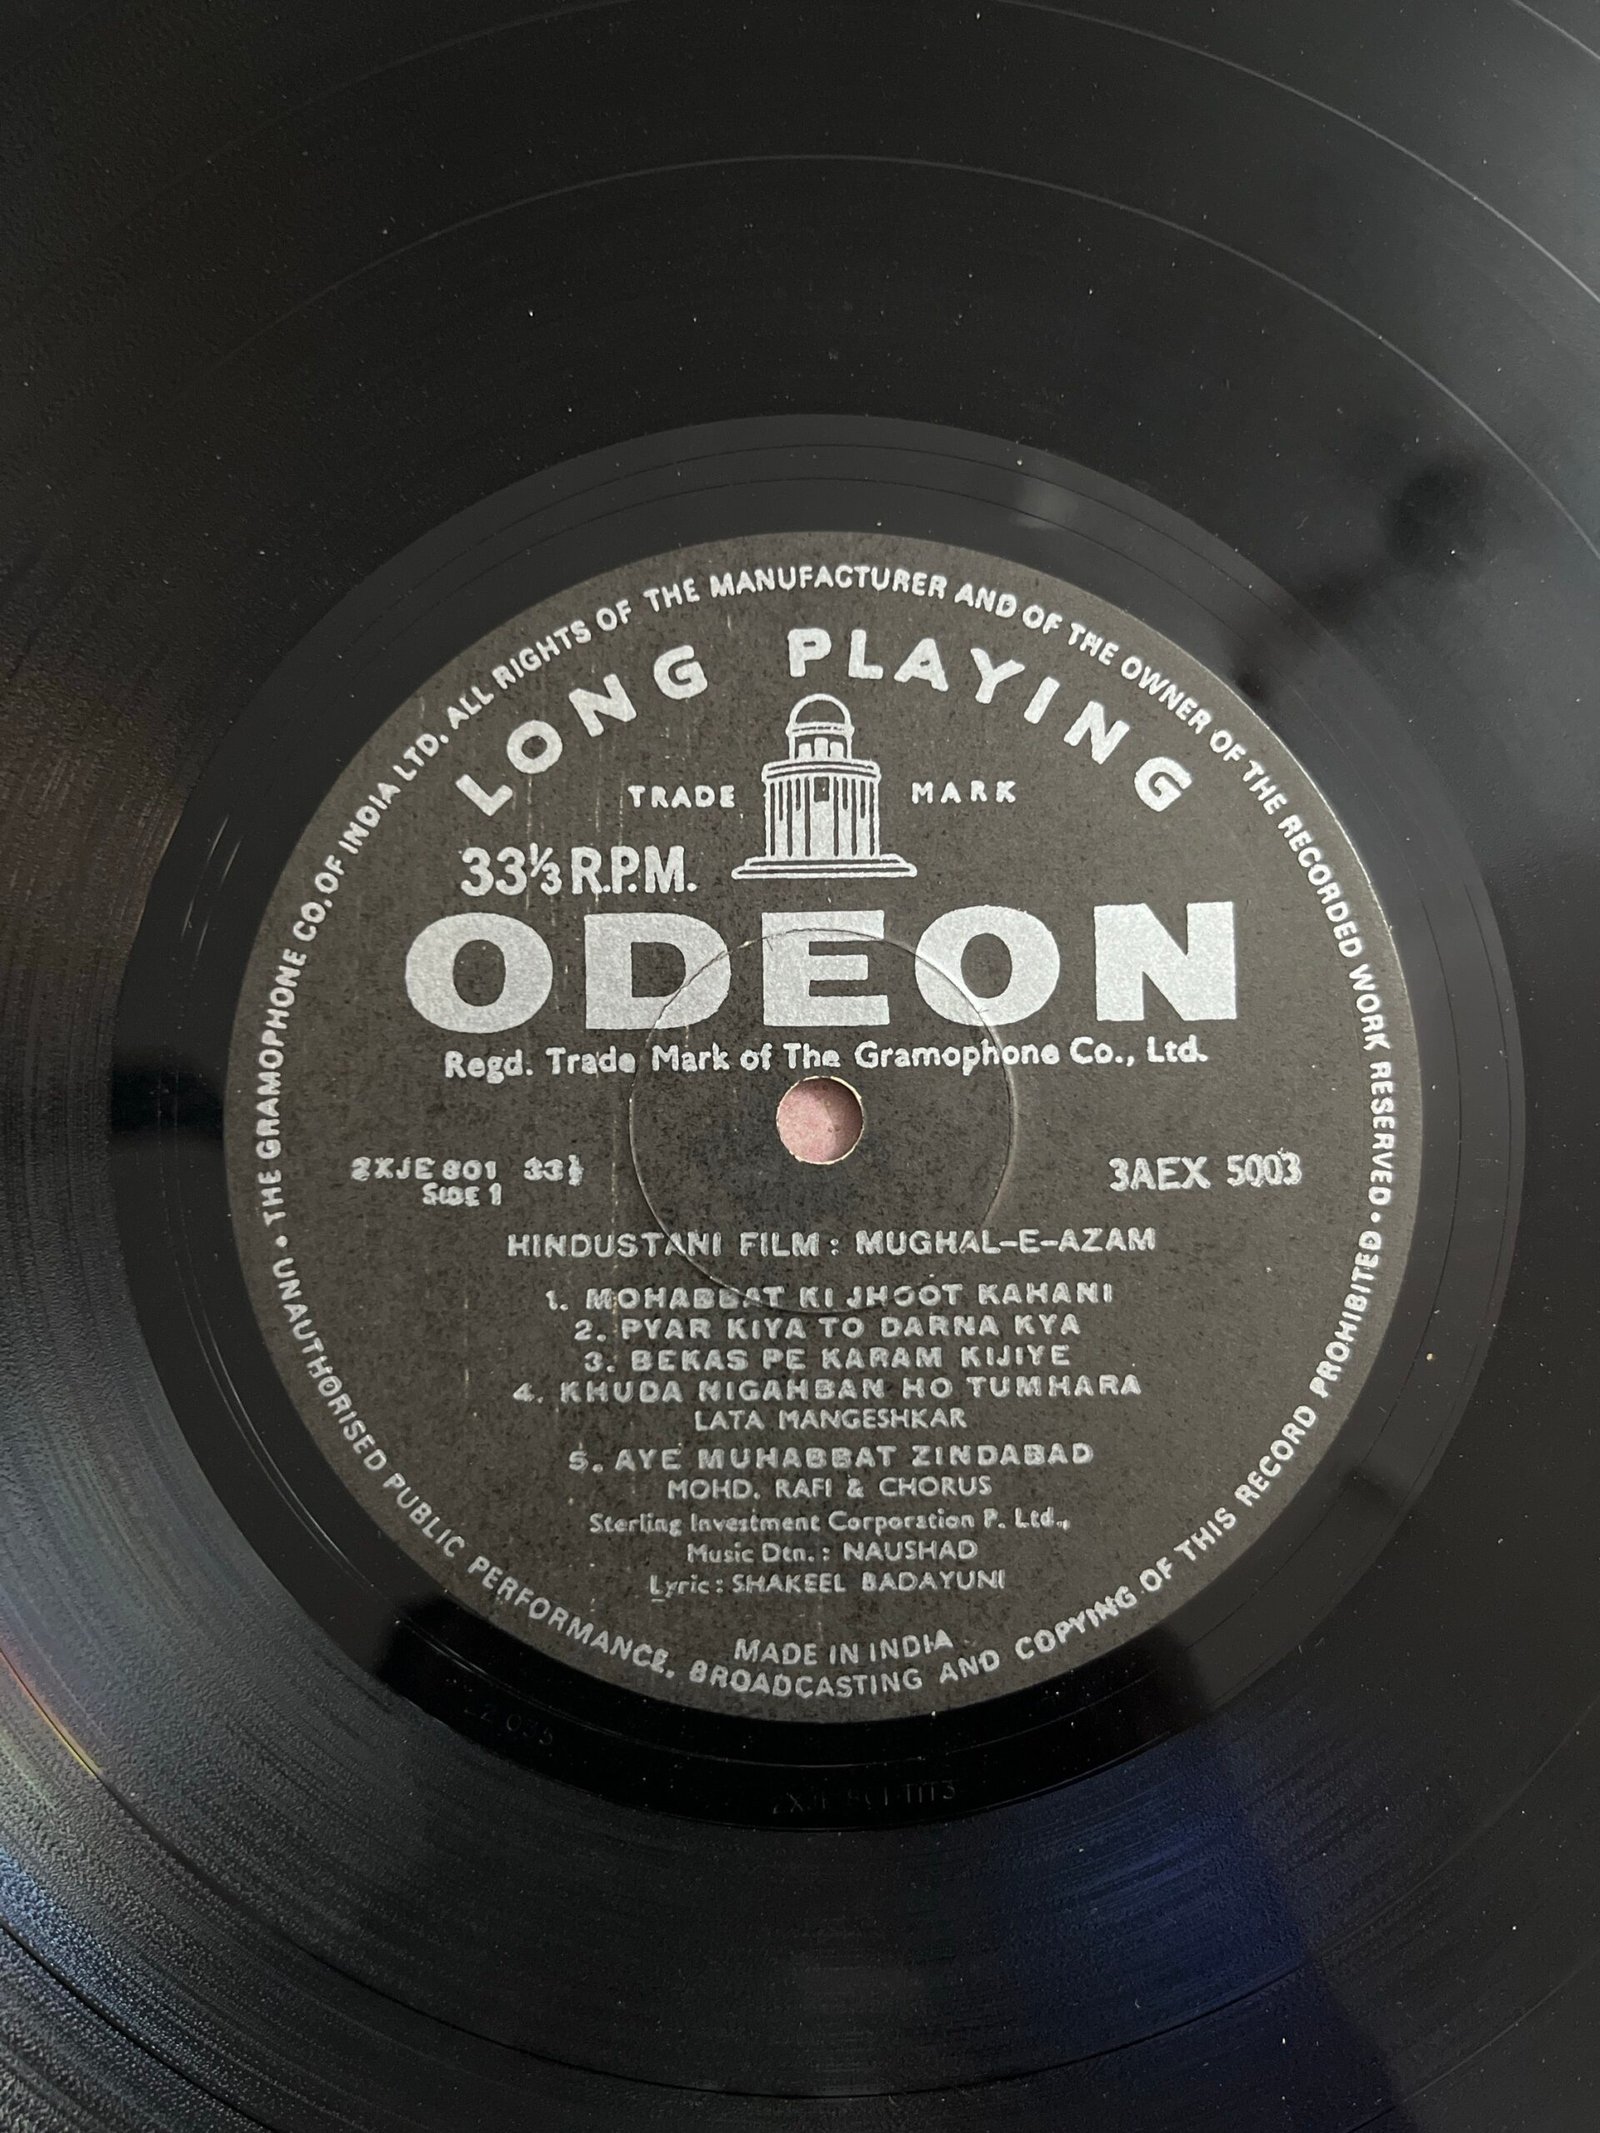 THE GRAMOPHONE CO. OF INDIA LTD. ALL RIGHTS OF THE MANUFACTURER AND OF THE OWNER OF THE RECORDED WORK RESERVED • UNAUTHORISED PUBLIC PERFORMANCE, BROADCASTING AND COPYING OF THIS RECORD PROHIBITED •
LONG PLAYING
TRADE MARK
33⅓ R.P.M.
ODEON
Regd. Trade Mark of The Gramophone Co., Ltd.
2XJE 801 33⅓
SIDE 1
3AEX 5003
HINDUSTANI FILM : MUGHAL-E-AZAM
1. MOHABBAT KI JHOOT KAHANI
2. PYAR KIYA TO DARNA KYA
3. BEKAS PE KARAM KIJIYE
4. KHUDA NIGAHBAN HO TUMHARA
LATA MANGESHKAR
5. AYE MUHABBAT ZINDABAD
MOHD. RAFI & CHORUS
Sterling Investment Corporation P. Ltd.,
Music Dtn. : NAUSHAD
Lyric : SHAKEEL BADAYUNI
MADE IN INDIA